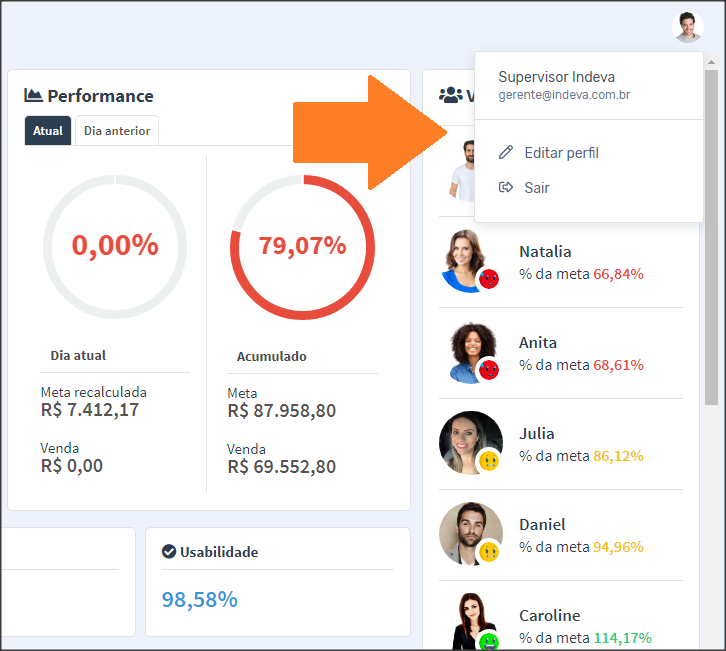 Supervisor Indeva
gerente@indeva.com.br
Editar perfil
Sair
Performance
Atual
Dia anterior
0,00%
79,07%
Dia atual
Acumulado
Meta recalculada
R$ 7.412,17
Meta
R$ 87.958,80
Venda
R$ 0,00
Venda
R$ 69.552,80
Usabilidade
98,58%
Natalia
% da meta 66,84%
Anita
% da meta 68,61%
Julia
% da meta 86,12%
Daniel
% da meta 94,96%
Caroline
% da meta 114,17%